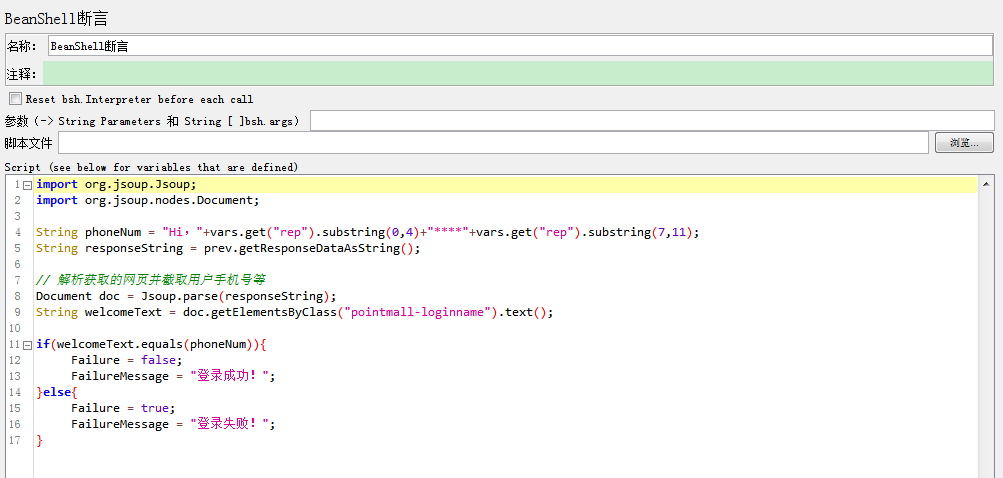 BeanShell断言
名称： BeanShell断言
注释：
Reset bsh.Interpreter before each call
参数（-> String Parameters 和 String [ ]bsh.args）
脚本文件 浏览...
Script (see below for variables that are defined)
1 import org.jsoup.Jsoup;
2 import org.jsoup.nodes.Document;
3
4 String phoneNum = "Hi，"+vars.get("rep").substring(0,4)+"****"+vars.get("rep").substring(7,11);
5 String responseString = prev.getResponseDataAsString();
6
7 // 解析获取的网页并截取用户手机号等
8 Document doc = Jsoup.parse(responseString);
9 String welcomeText = doc.getElementsByClass("pointmall-loginname").text();
10
11 if(welcomeText.equals(phoneNum)){
12 Failure = false;
13 FailureMessage = "登录成功！";
14 }else{
15 Failure = true;
16 FailureMessage = "登录失败！";
17 }